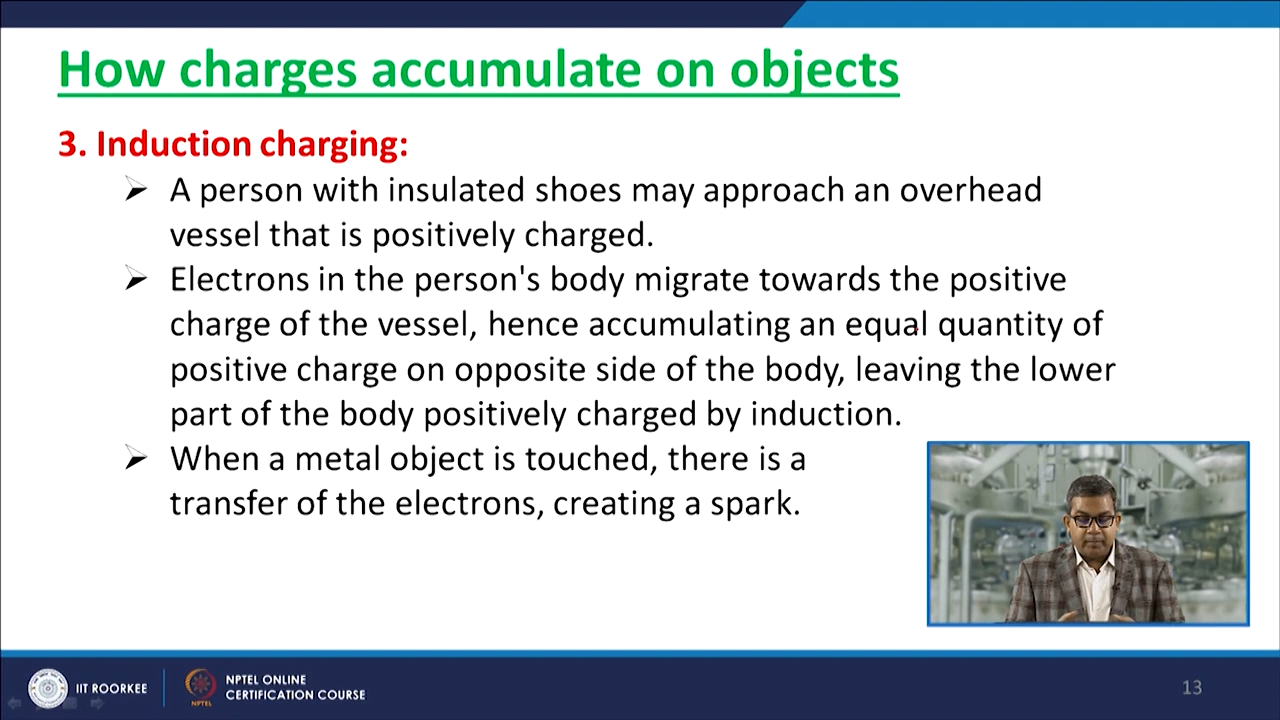 How charges accumulate on objects
3. Induction charging:
➢ A person with insulated shoes may approach an overhead
vessel that is positively charged.
➢ Electrons in the person's body migrate towards the positive
charge of the vessel, hence accumulating an equal quantity of
positive charge on opposite side of the body, leaving the lower
part of the body positively charged by induction.
➢ When a metal object is touched, there is a
transfer of the electrons, creating a spark.
IIT ROORKEE
NPTEL
NPTEL ONLINE
CERTIFICATION COURSE
13